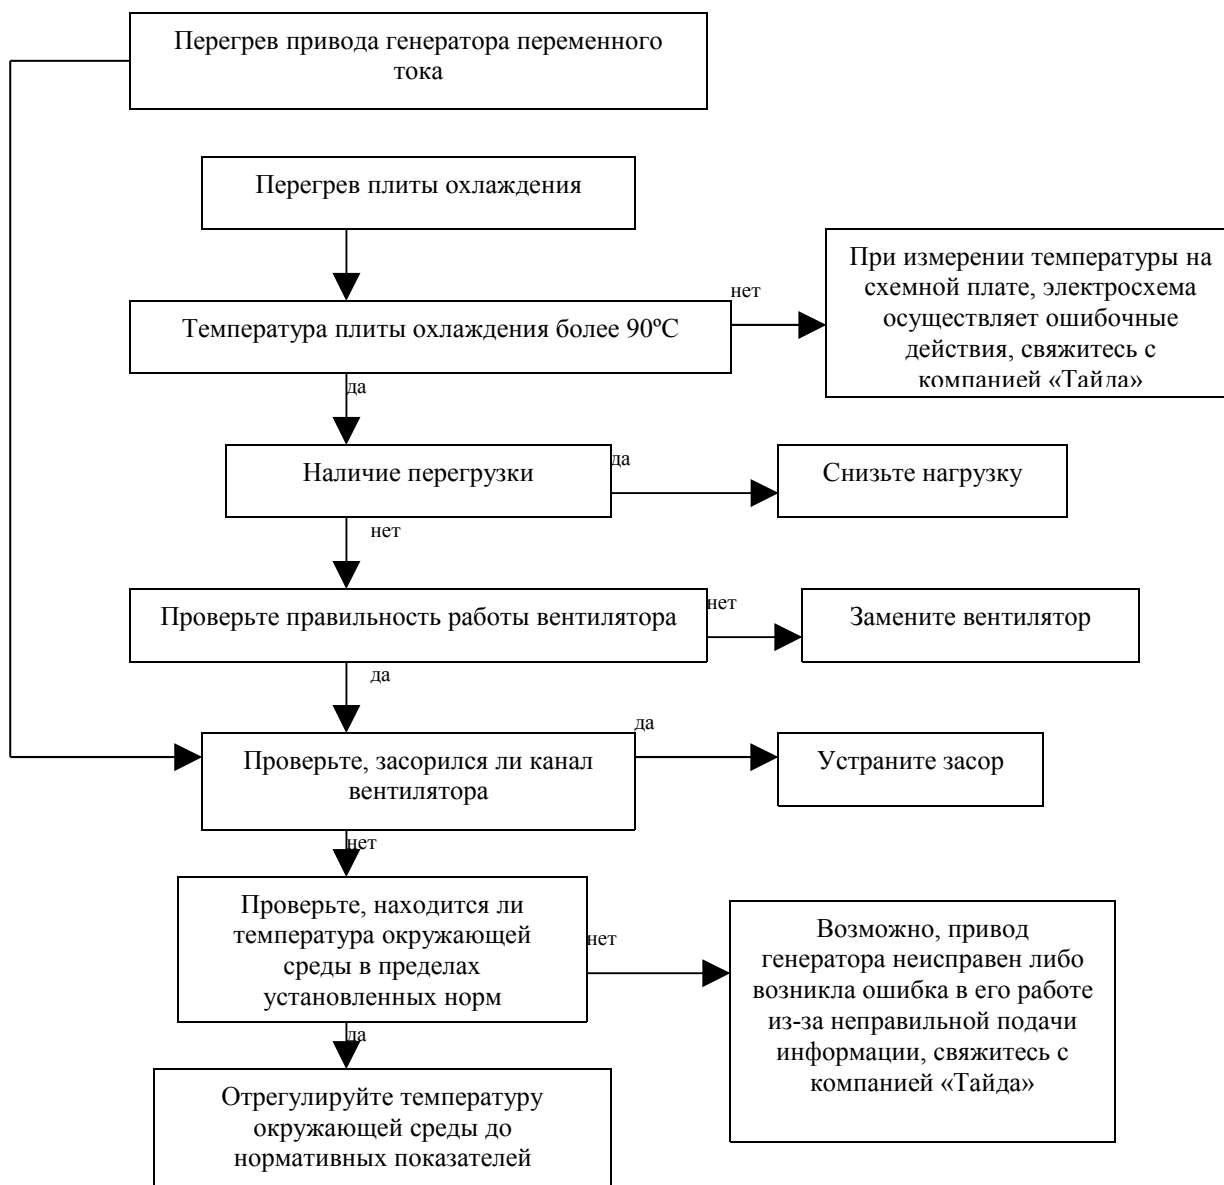 Перегрев привода генератора переменного
тока
Перегрев плиты охлаждения
Температура плиты охлаждения более 90ºС
нет
При измерении температуры на
схемной плате, электросхема
осуществляет ошибочные
действия, свяжитесь с
компанией «Тайда»
да
Наличие перегрузки
да
Снизьте нагрузку
нет
Проверьте правильность работы вентилятора
нет
Замените вентилятор
да
Проверьте, засорился ли канал
вентилятора
да
Устраните засор
нет
Проверьте, находится ли
температура окружающей
среды в пределах
установленных норм
нет
Возможно, привод
генератора неисправен либо
возникла ошибка в его работе
из-за неправильной подачи
информации, свяжитесь с
компанией «Тайда»
да
Отрегулируйте температуру
окружающей среды до
нормативных показателей